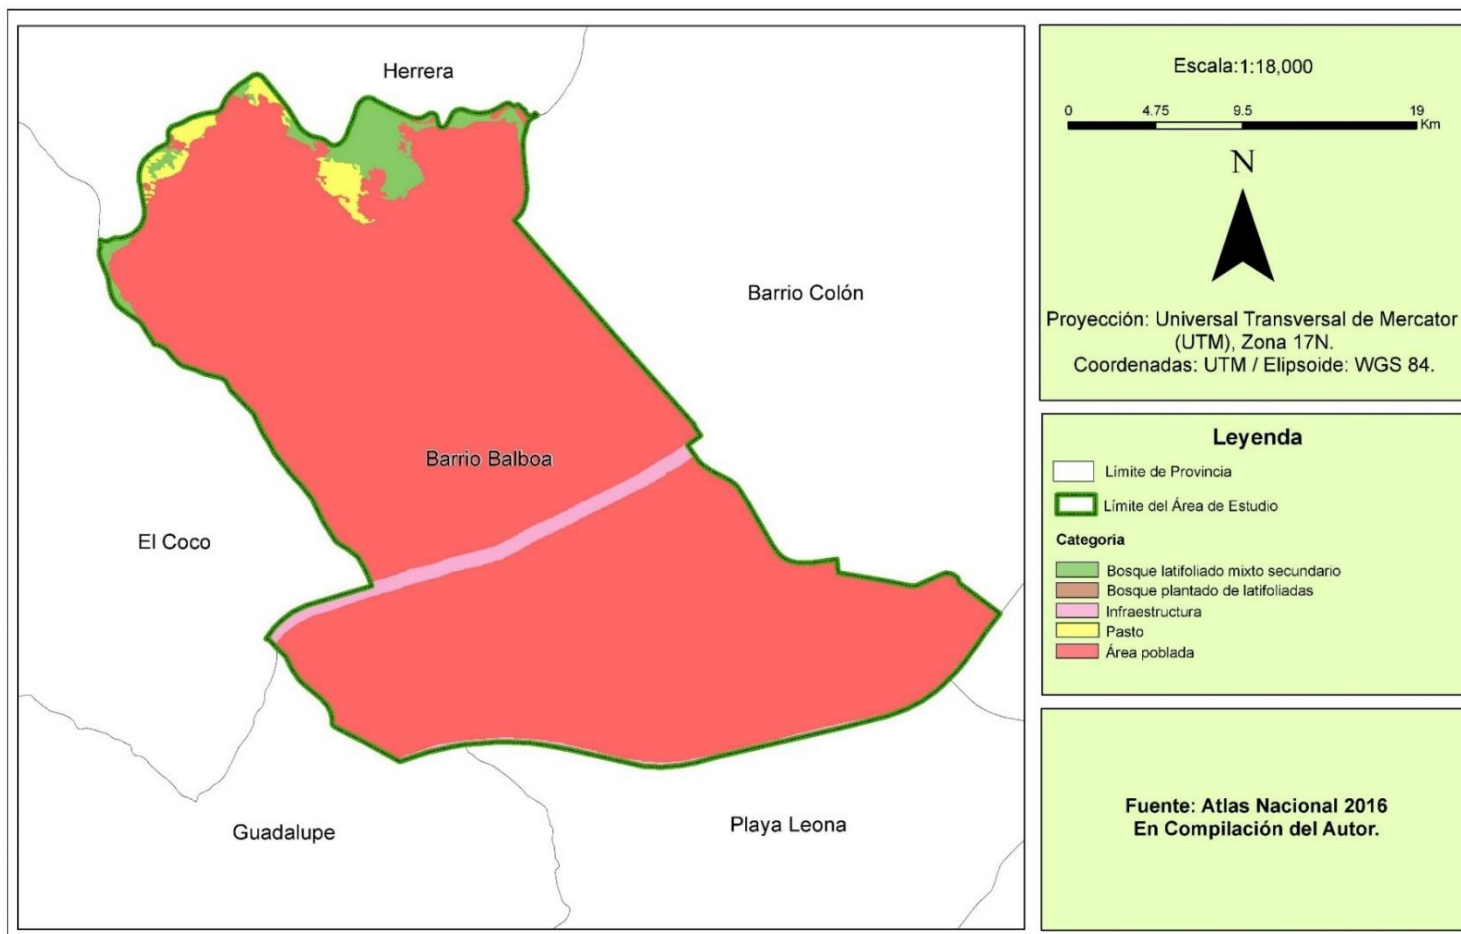 Herrera
Barrio Colón
Barrio Balboa
El Coco
Guadalupe
Playa Leona
Escala:1:18,000
0 4.75 9.5 19
Km
N
Proyección: Universal Transversal de Mercator
(UTM), Zona 17N.
Coordenadas: UTM / Elipsoide: WGS 84.
Leyenda
Límite de Provincia
Límite del Área de Estudio
Categoría
Bosque latifoliado mixto secundario
Bosque plantado de latifoliadas
Infraestructura
Pasto
Área poblada
Fuente: Atlas Nacional 2016
En Compilación del Autor.